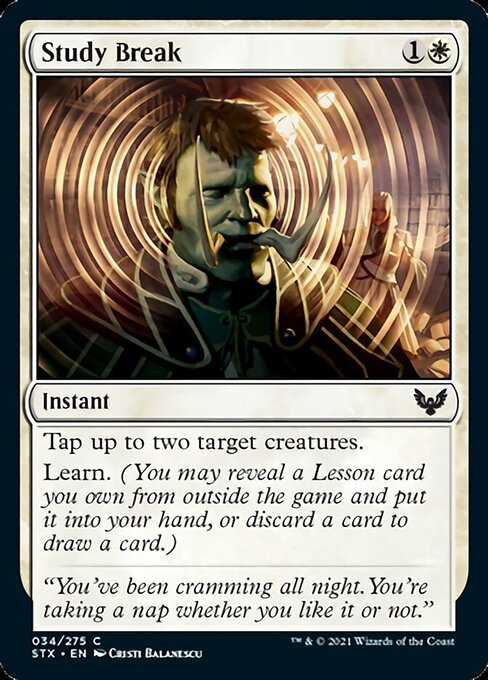 Study Break 1
Instant
Tap up to two target creatures.
Learn. (You may reveal a Lesson card
you own from outside the game and put
it into your hand, or discard a card to
draw a card.)
“You’ve been cramming all night. You’re
taking a nap whether you like it or not.”
034/275 C
STX • EN Cristi Balanescu
™ & © 2021 Wizards of the Coast